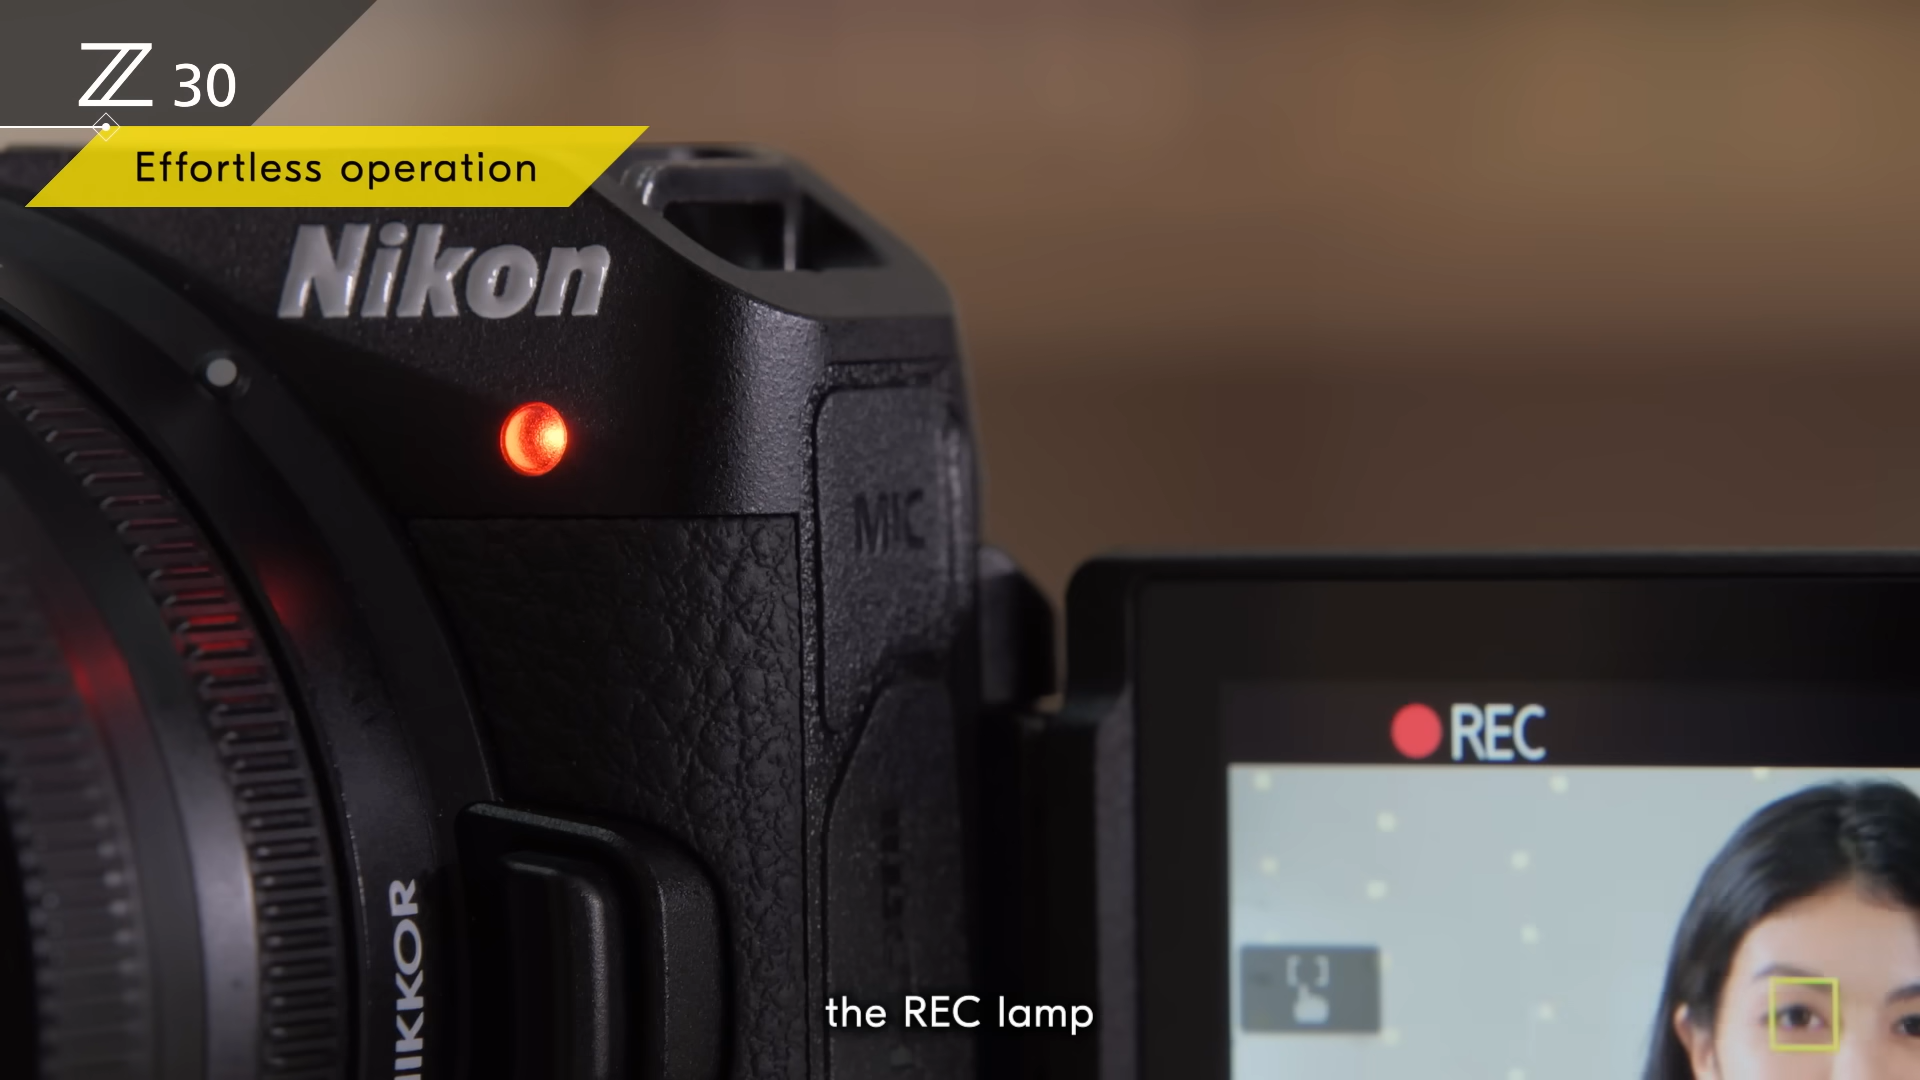 Z 30
Effortless operation
Nikon
MIC
REC
NIKKOR
the REC lamp